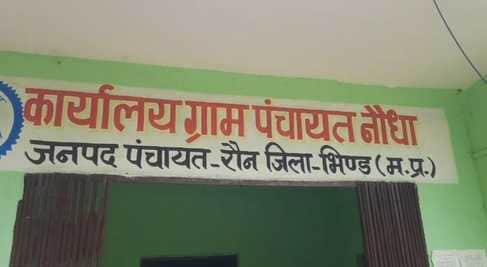 कार्यालय ग्राम पंचायत नौधा
जनपद पंचायत-रौन जिला-भिण्ड (म.प्र.)